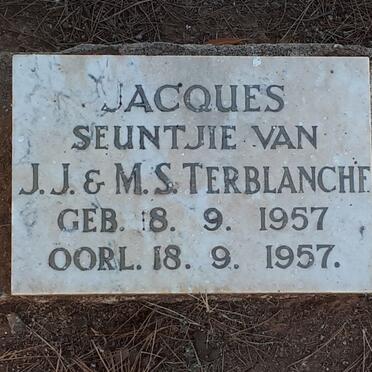 JACQUES
SEUNTJIE VAN
J.J. & M.S. TERBLANCHE
GEB. 18. 9. 1957
OORL. 18. 9. 1957.